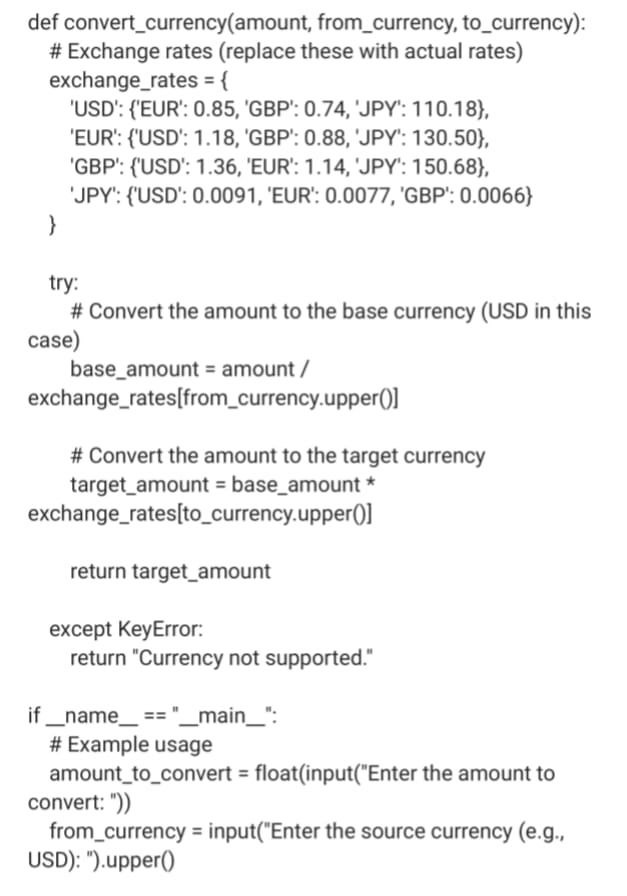 def convert_currency(amount, from_currency, to_currency):
# Exchange rates (replace these with actual rates)
exchange_rates = {
'USD': {'EUR': 0.85, 'GBP': 0.74, 'JPY': 110.18},
'EUR': {'USD': 1.18, 'GBP': 0.88, 'JPY': 130.50},
'GBP': {'USD': 1.36, 'EUR': 1.14, 'JPY': 150.68},
'JPY': {'USD': 0.0091, 'EUR': 0.0077, 'GBP': 0.0066}
}
try:
# Convert the amount to the base currency (USD in this
case)
base_amount = amount /
exchange_rates[from_currency.upper()]
# Convert the amount to the target currency
target_amount = base_amount *
exchange_rates[to_currency.upper()]
return target_amount
except KeyError:
return "Currency not supported."
if __name__ == "__main__":
# Example usage
amount_to_convert = float(input("Enter the amount to
convert: "))
from_currency = input("Enter the source currency (e.g.,
USD): ").upper()